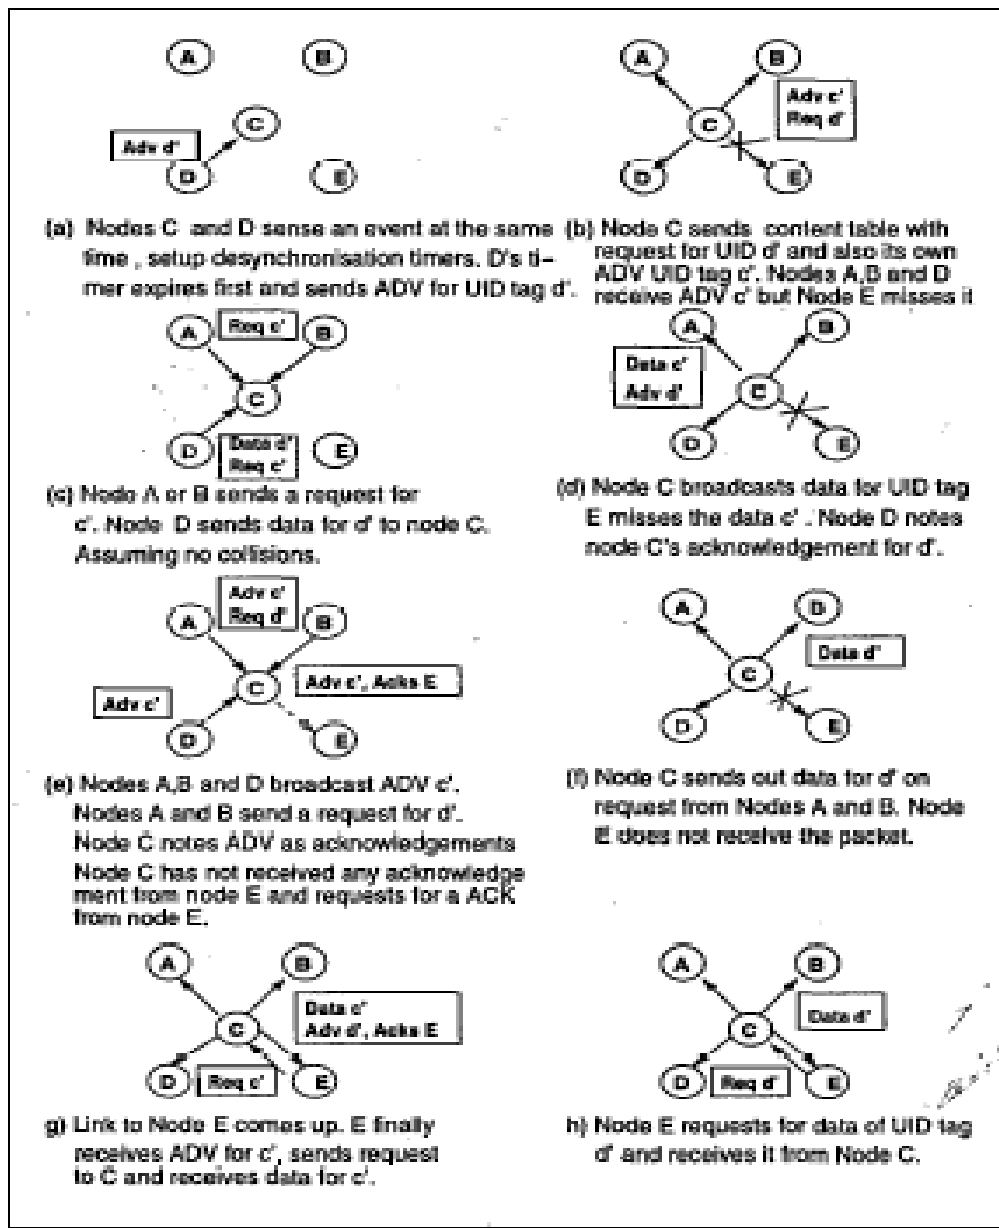 A
B
C
Adv d'
D
E
(a) Nodes C and D sense an event at the same
time , setup desynchronisation timers. D's ti-
mer expires first and sends ADV for UID tag d'.
A
B
Adv c'
Req d'
C
D
E
(b) Node C sends content table with
request for UID d' and also its own
ADV UID tag c'. Nodes A,B and D
receive ADV c' but Node E misses it
A
Req c'
B
C
D
Data d'
Req c'
E
(c) Node A or B sends a request for
c'. Node D sends data for d' to node C.
Assuming no collisions.
A
B
Data c'
Adv d'
C
D
E
(d) Node C broadcasts data for UID tag
E misses the data c' . Node D notes
node C's acknowledgement for d'.
Adv c'
Req d'
A
B
C
Adv c', Acks E
Adv c'
D
E
(e) Nodes A,B and D broadcast ADV c'.
Nodes A and B send a request for d'.
Node C notes ADV as acknowledgements
Node C has not received any acknowledge
ment from node E and requests for a ACK
from node E.
A
B
Data d'
C
D
E
(f) Node C sends out data for d' on
request from Nodes A and B. Node
E does not receive the packet.
A
B
Data c'
Adv d', Acks E
C
D
Req c'
E
g) Link to Node E comes up. E finally
receives ADV for c', sends request
to C and receives data for c'.
A
B
Data d'
C
D
Req d'
E
h) Node E requests for data of UID tag
d' and receives it from Node C.